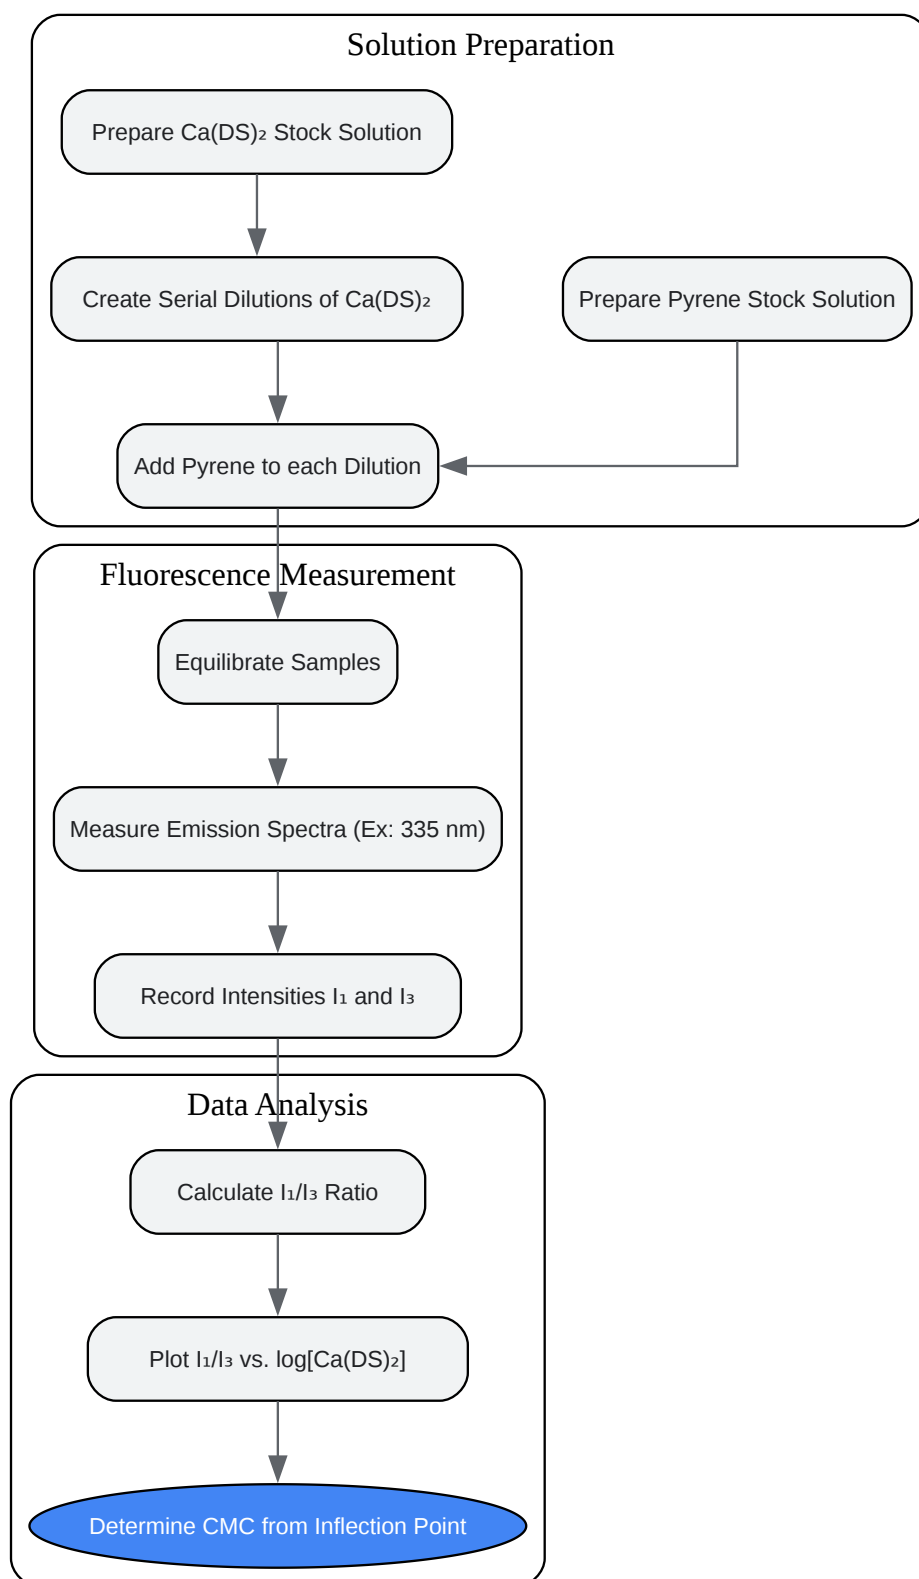 Solution Preparation
Prepare Ca(DS)₂ Stock Solution
Create Serial Dilutions of Ca(DS)₂
Prepare Pyrene Stock Solution
Add Pyrene to each Dilution
Fluorescence Measurement
Equilibrate Samples
Measure Emission Spectra (Ex: 335 nm)
Record Intensities I₁ and I₃
Data Analysis
Calculate I₁/I₃ Ratio
Plot I₁/I₃ vs. log[Ca(DS)₂]
Determine CMC from Inflection Point